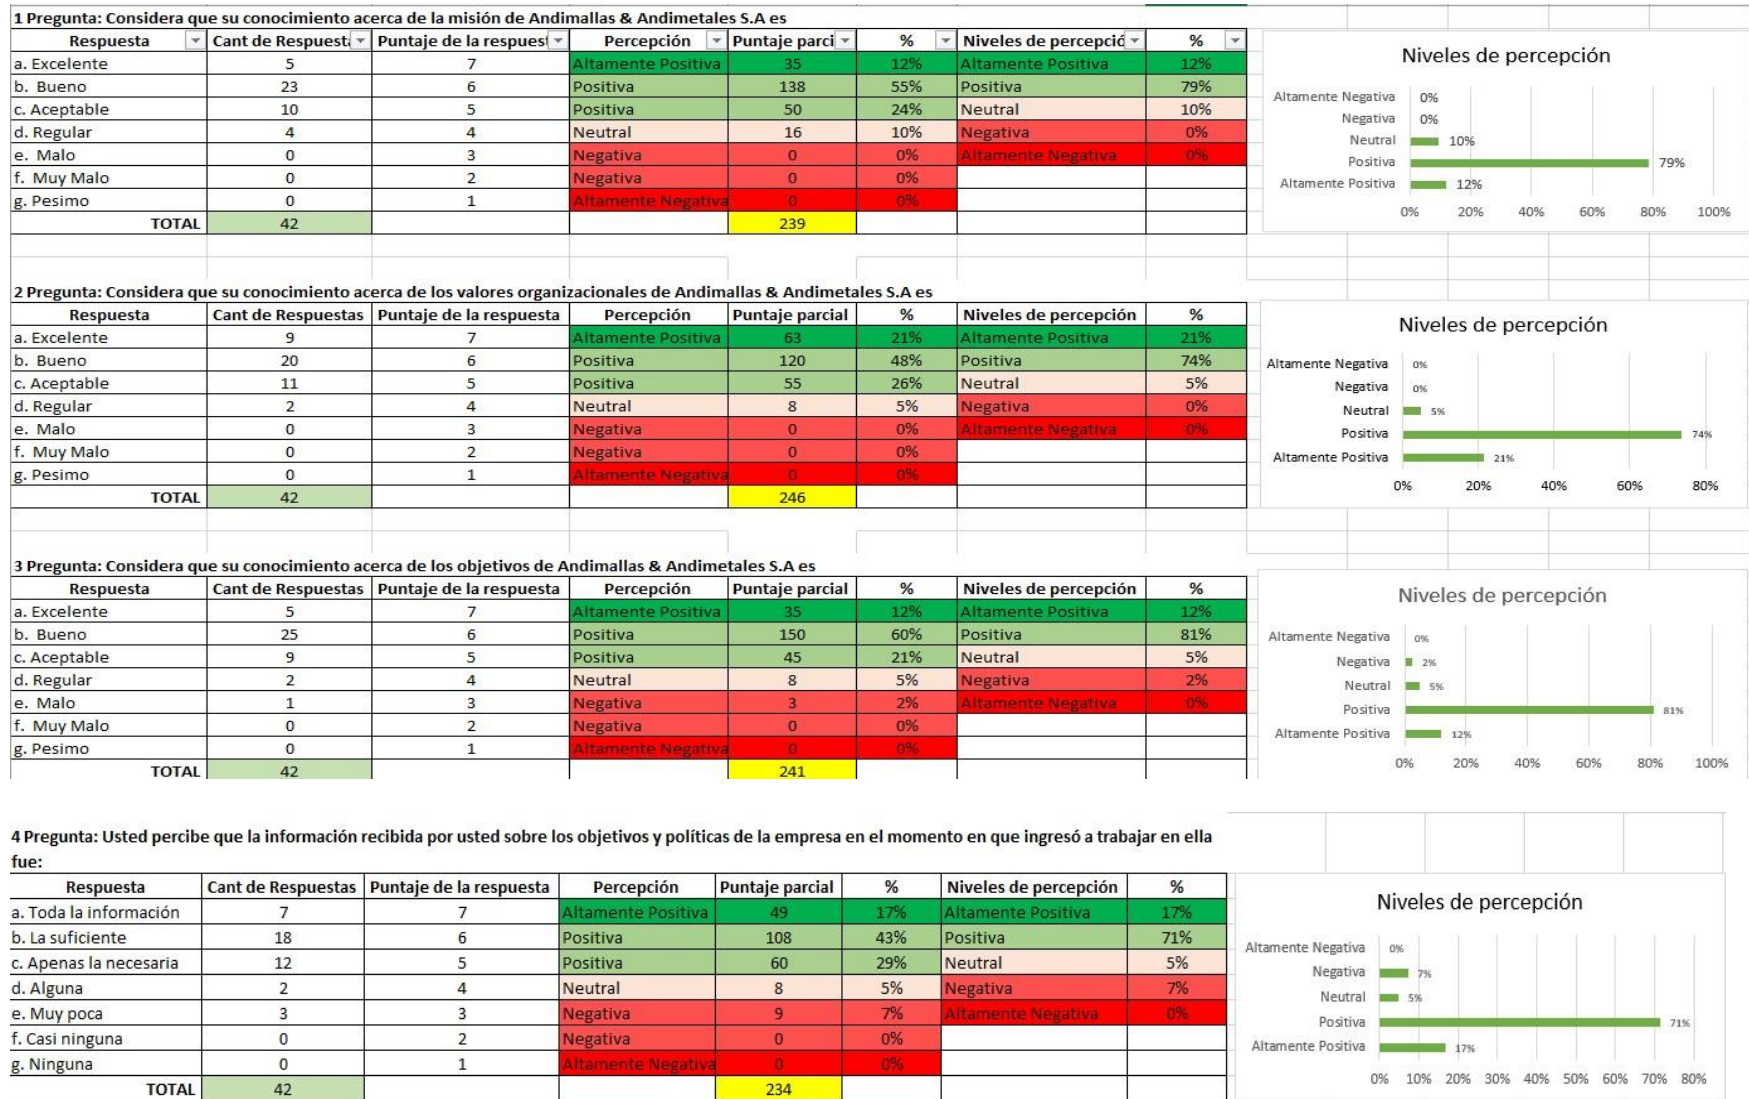 1 Pregunta: Considera que su conocimiento acerca de la misión de Andimallas & Andimetales S.A es
Respuesta Cant de Respuesta Puntaje de la respuest Percepción Puntaje parci % Niveles de percepció %
a. Excelente 5 7 Altamente Positiva 35 12% Altamente Positiva 12%
b. Bueno 23 6 Positiva 138 55% Positiva 79%
c. Aceptable 10 5 Positiva 50 24% Neutral 10%
d. Regular 4 4 Neutral 16 10% Negativa 0%
e. Malo 0 3 Negativa 0 0% Altamente Negativa 0%
f. Muy Malo 0 2 Negativa 0 0%
g. Pesimo 0 1 Altamente Negativa 0 0%
TOTAL 42 239
Niveles de percepción
Altamente Negativa 0%
Negativa 0%
Neutral 10%
Positiva 79%
Altamente Positiva 12%
0% 20% 40% 60% 80% 100%
2 Pregunta: Considera que su conocimiento acerca de los valores organizacionales de Andimallas & Andimetales S.A es
Respuesta Cant de Respuestas Puntaje de la respuesta Percepción Puntaje parcial % Niveles de percepción %
a. Excelente 9 7 Altamente Positiva 63 21% Altamente Positiva 21%
b. Bueno 20 6 Positiva 120 48% Positiva 74%
c. Aceptable 11 5 Positiva 55 26% Neutral 5%
d. Regular 2 4 Neutral 8 5% Negativa 0%
e. Malo 0 3 Negativa 0 0% Altamente Negativa 0%
f. Muy Malo 0 2 Negativa 0 0%
g. Pesimo 0 1 Altamente Negativa 0 0%
TOTAL 42 246
Niveles de percepción
Altamente Negativa 0%
Negativa 0%
Neutral 5%
Positiva 74%
Altamente Positiva 21%
0% 20% 40% 60% 80%
3 Pregunta: Considera que su conocimiento acerca de los objetivos de Andimallas & Andimetales S.A es
Respuesta Cant de Respuestas Puntaje de la respuesta Percepción Puntaje parcial % Niveles de percepción %
a. Excelente 5 7 Altamente Positiva 35 12% Altamente Positiva 12%
b. Bueno 25 6 Positiva 150 60% Positiva 81%
c. Aceptable 9 5 Positiva 45 21% Neutral 5%
d. Regular 2 4 Neutral 8 5% Negativa 2%
e. Malo 1 3 Negativa 3 2% Altamente Negativa 0%
f. Muy Malo 0 2 Negativa 0 0%
g. Pesimo 0 1 Altamente Negativa 0 0%
TOTAL 42 241
Niveles de percepción
Altamente Negativa 0%
Negativa 2%
Neutral 5%
Positiva 81%
Altamente Positiva 12%
0% 20% 40% 60% 80% 100%
4 Pregunta: Usted percibe que la información recibida por usted sobre los objetivos y políticas de la empresa en el momento en que ingresó a trabajar en ella
fue:
Respuesta Cant de Respuestas Puntaje de la respuesta Percepción Puntaje parcial % Niveles de percepción %
a. Toda la información 7 7 Altamente Positiva 49 17% Altamente Positiva 17%
b. La suficiente 18 6 Positiva 108 43% Positiva 71%
c. Apenas la necesaria 12 5 Positiva 60 29% Neutral 5%
d. Alguna 2 4 Neutral 8 5% Negativa 7%
e. Muy poca 3 3 Negativa 9 7% Altamente Negativa 0%
f. Casi ninguna 0 2 Negativa 0 0%
g. Ninguna 0 1 Altamente Negativa 0 0%
TOTAL 42 234
Niveles de percepción
Altamente Negativa 0%
Negativa 7%
Neutral 5%
Positiva 71%
Altamente Positiva 17%
0% 10% 20% 30% 40% 50% 60% 70% 80%